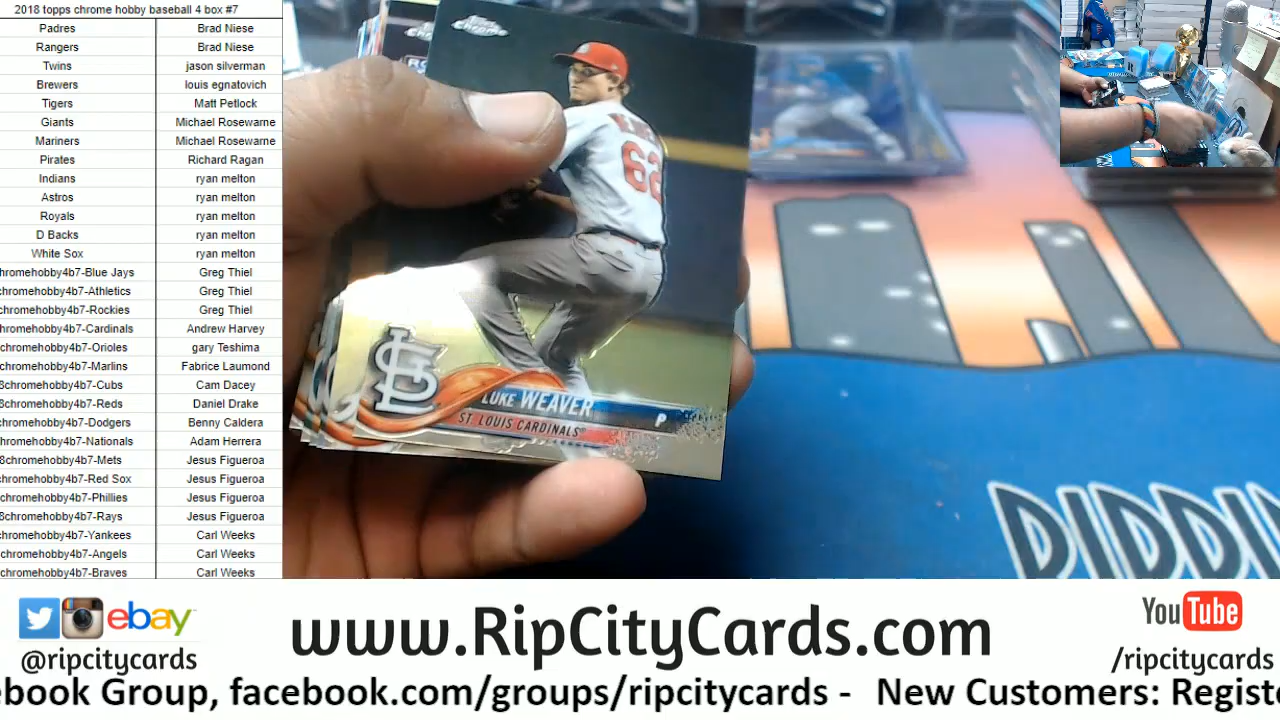 2018 topps chrome hobby baseball 4 box #7
Padres Brad Niese
Rangers Brad Niese
Twins jason silverman
Brewers louis egnatovich
Tigers Matt Petlock
Giants Michael Rosewarne
Mariners Michael Rosewarne
Pirates Richard Ragan
Indians ryan melton
Astros ryan melton
Royals ryan melton
D Backs ryan melton
White Sox ryan melton
hromehobby4b7-Blue Jays Greg Thiel
chromehobby4b7-Athletics Greg Thiel
chromehobby4b7-Rockies Greg Thiel
chromehobby4b7-Cardinals Andrew Harvey
chromehobby4b7-Orioles gary Teshima
chromehobby4b7-Marlins Fabrice Laumond
8chromehobby4b7-Cubs Cam Dacey
8chromehobby4b7-Reds Daniel Drake
chromehobby4b7-Dodgers Benny Caldera
chromehobby4b7-Nationals Adam Herrera
8chromehobby4b7-Mets Jesus Figueroa
chromehobby4b7-Red Sox Jesus Figueroa
chromehobby4b7-Phillies Jesus Figueroa
8chromehobby4b7-Rays Jesus Figueroa
chromehobby4b7-Yankees Carl Weeks
chromehobby4b7-Angels Carl Weeks
chromehobby4b7-Braves Carl Weeks
62
LUKE WEAVER P
ST. LOUIS CARDINALS
ebay
@ripcitycards
www.RipCityCards.com
YouTube
/ripcitycards
ebook Group, facebook.com/groups/ripcitycards - New Customers: Registe